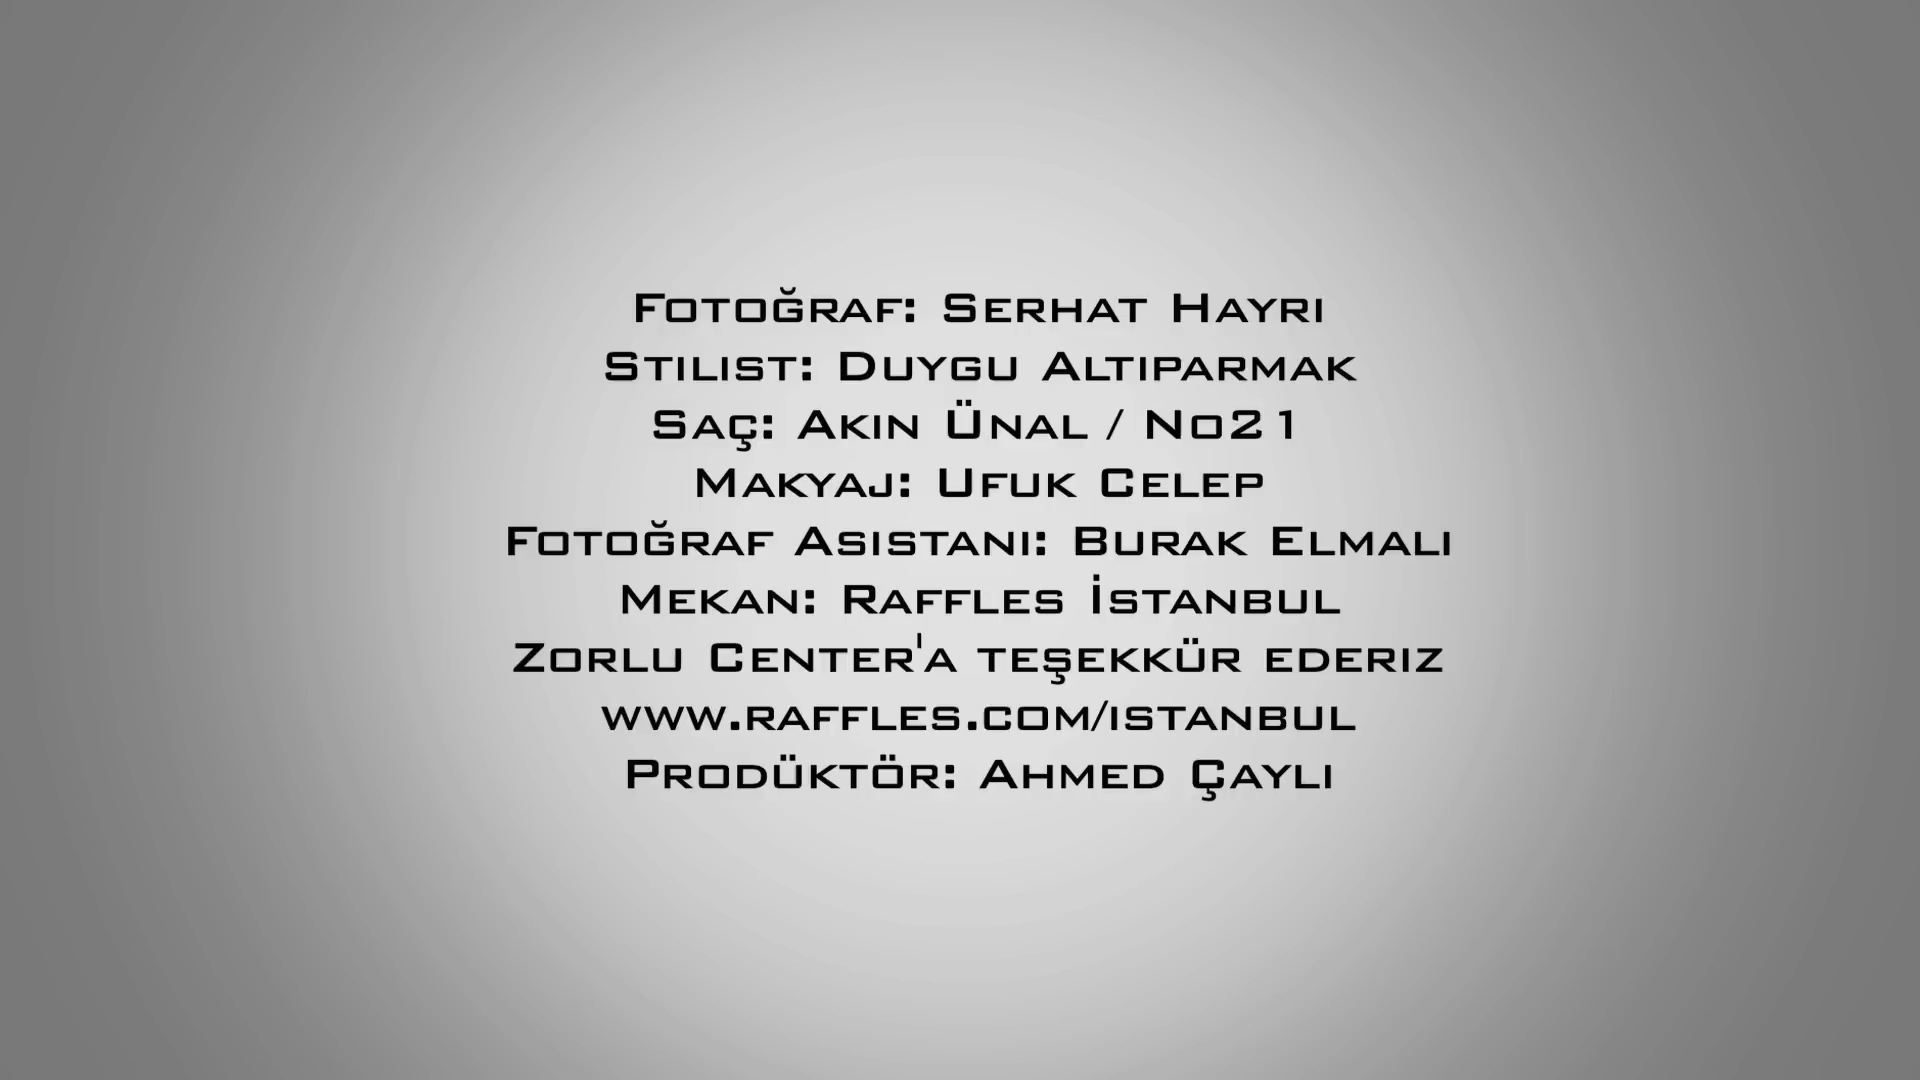 Fotoğraf: Serhat Hayri
Stilist: Duygu Altıparmak
Saç: Akın Ünal / No21
Makyaj: Ufuk Celep
Fotoğraf Asistanı: Burak Elmalı
Mekan: Raffles İstanbul
Zorlu Center'a teşekkür ederiz
www.raffles.com/istanbul
Prodüktör: Ahmed Çaylı